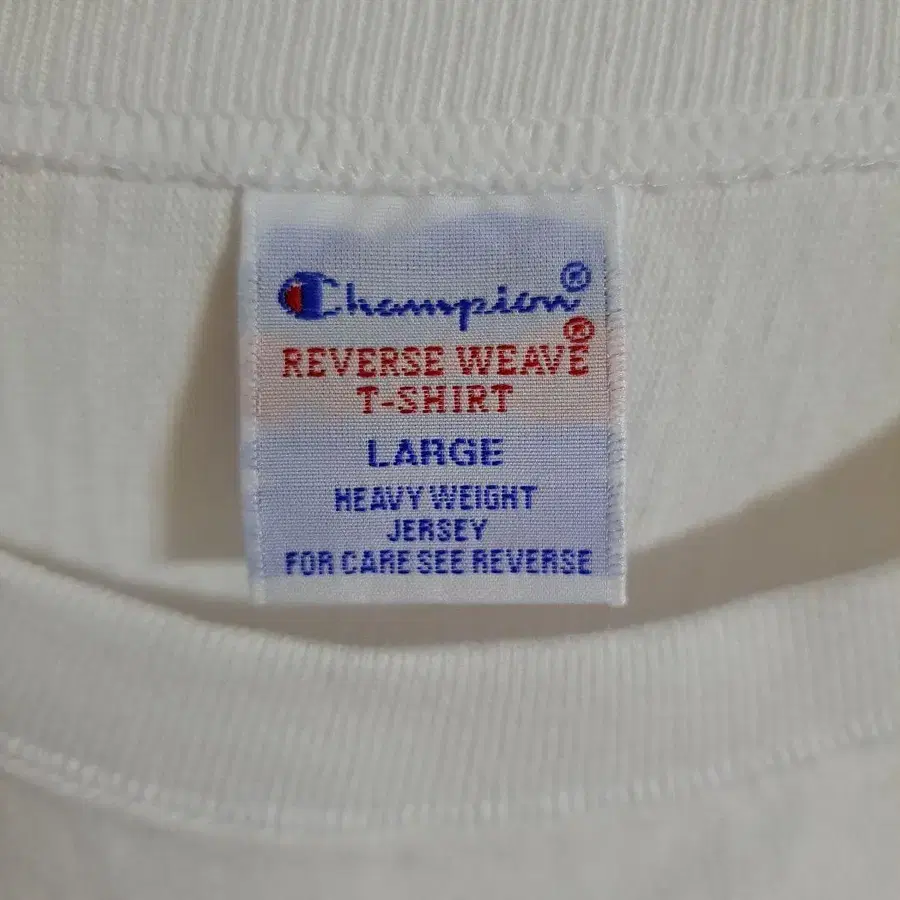 Champion®
REVERSE WEAVE®
T-SHIRT
LARGE
HEAVY WEIGHT
JERSEY
FOR CARE SEE REVERSE